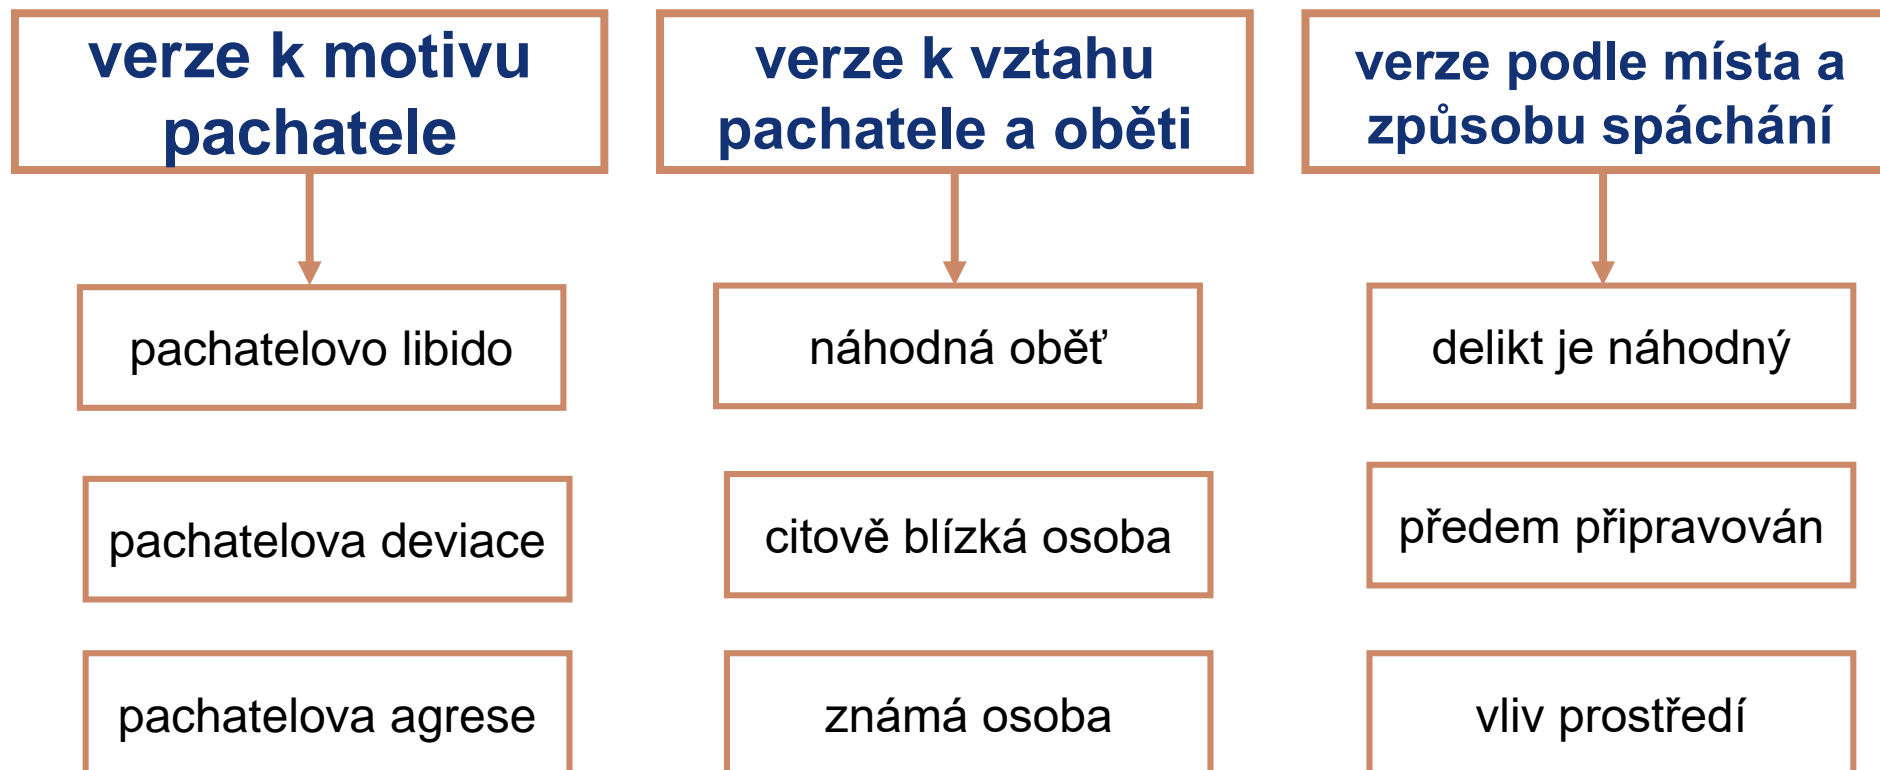 verze k motivu
pachatele
verze k vztahu
pachatele a oběti
verze podle místa a
způsobu spáchání
pachatelovo libido
náhodná oběť
delikt je náhodný
pachatelova deviace
citově blízká osoba
předem připravován
pachatelova agrese
známá osoba
vliv prostředí